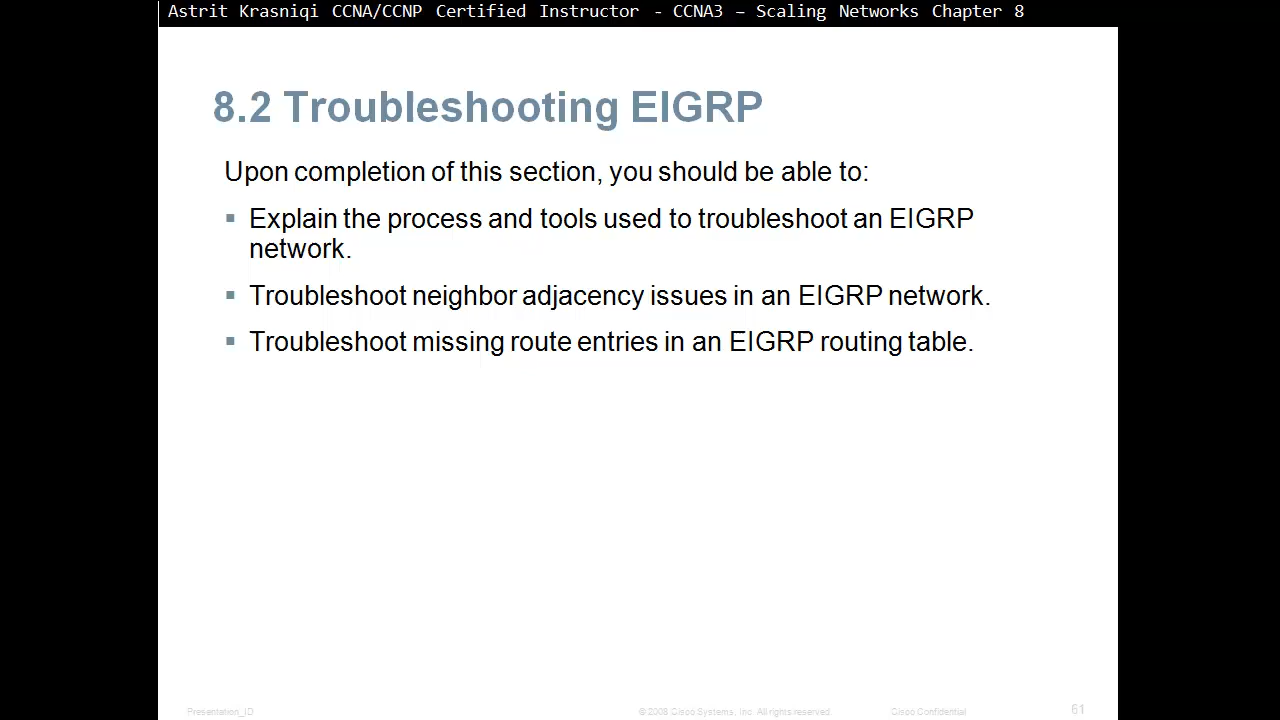 Astrit Krasniqi CCNA/CCNP Certified Instructor - CCNA3 – Scaling Networks Chapter 8
8.2 Troubleshooting EIGRP
Upon completion of this section, you should be able to:
▪ Explain the process and tools used to troubleshoot an EIGRP
network.
▪ Troubleshoot neighbor adjacency issues in an EIGRP network.
▪ Troubleshoot missing route entries in an EIGRP routing table.
Presentation_ID
© 2008 Cisco Systems, Inc. All rights reserved.
Cisco Confidential
61